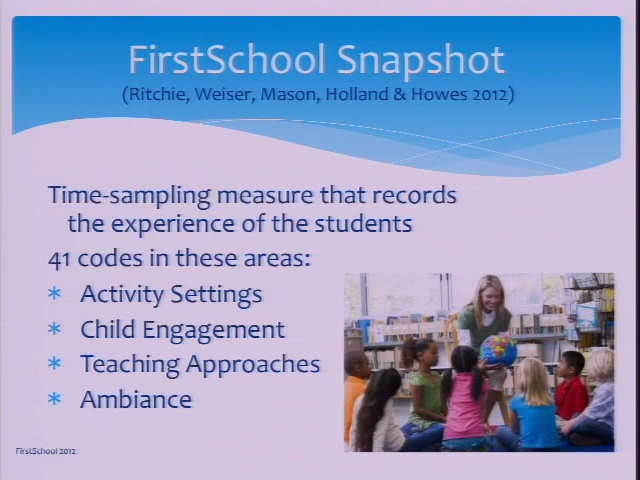 FirstSchool Snapshot
(Ritchie, Weiser, Mason, Holland & Howes 2012)
Time-sampling measure that records
the experience of the students
41 codes in these areas:
* Activity Settings
* Child Engagement
* Teaching Approaches
* Ambiance
FirstSchool 2012